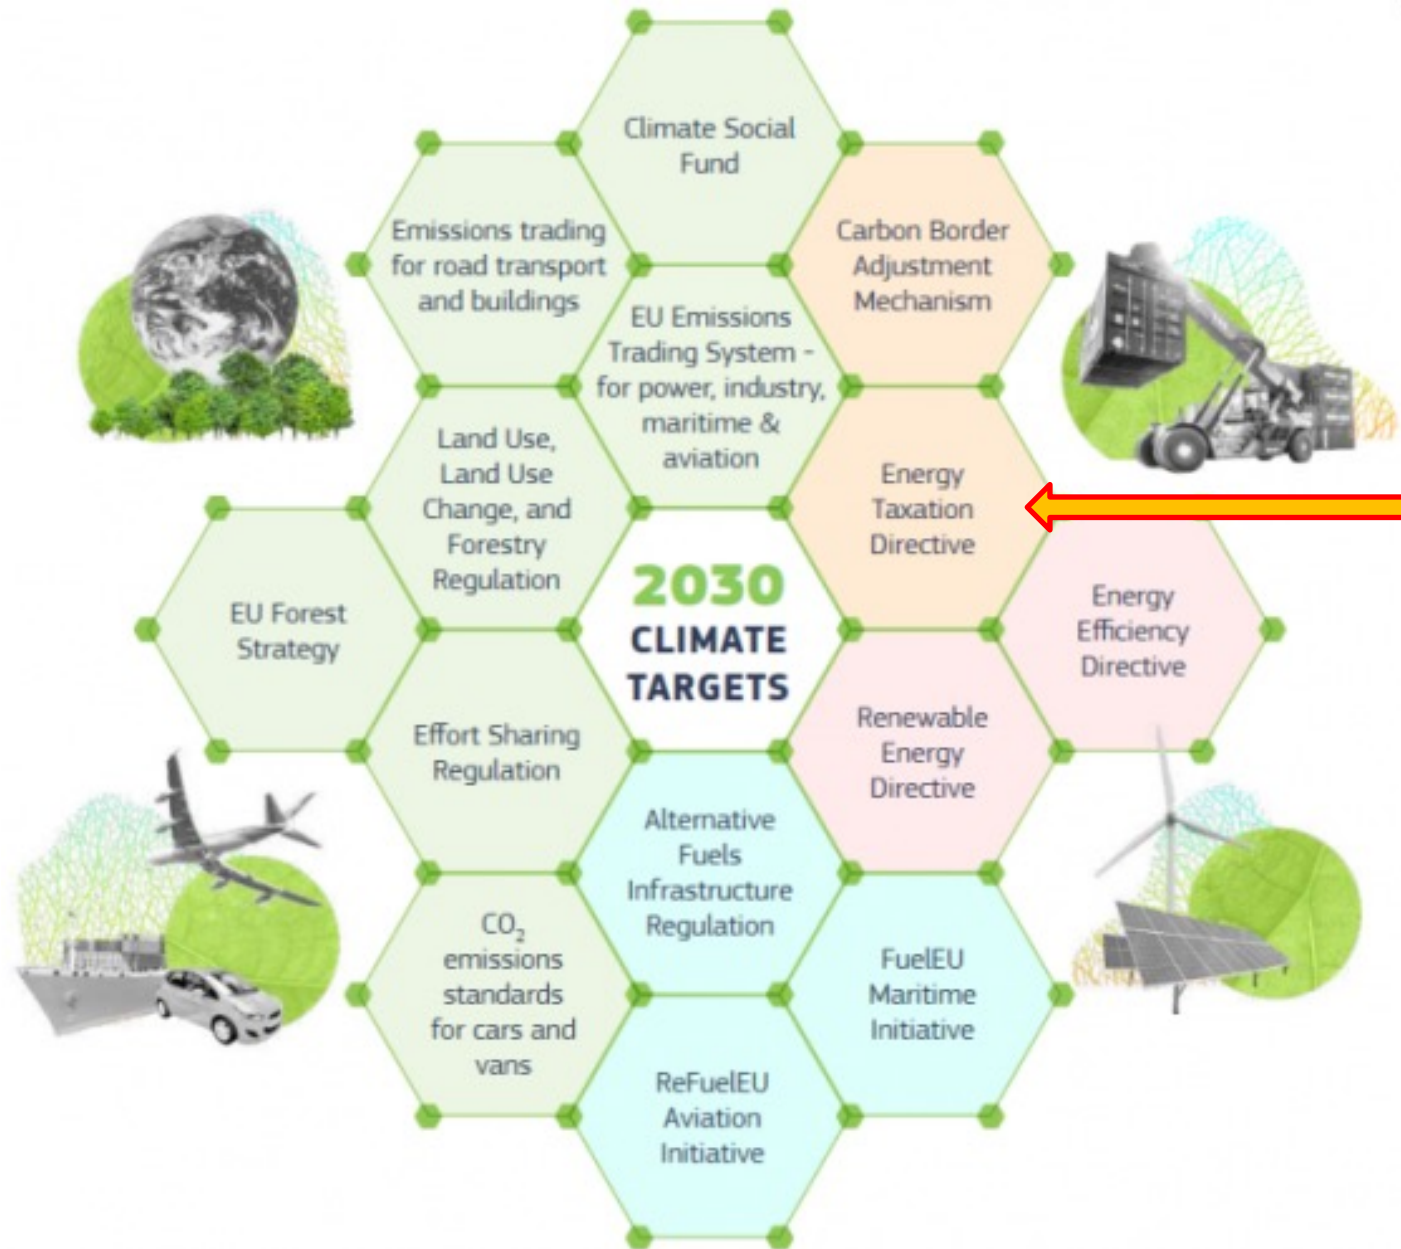 Climate Social
Fund
Emissions trading
for road transport
and buildings
Carbon Border
Adjustment
Mechanism
EU Emissions
Trading System -
for power, industry,
maritime &
aviation
Land Use,
Land Use
Change, and
Forestry
Regulation
Energy
Taxation
Directive
EU Forest
Strategy
2030
CLIMATE
TARGETS
Energy
Efficiency
Directive
Effort Sharing
Regulation
Renewable
Energy
Directive
Alternative
Fuels
Infrastructure
Regulation
CO₂
emissions
standards
for cars and
vans
FuelEU
Maritime
Initiative
ReFuelEU
Aviation
Initiative